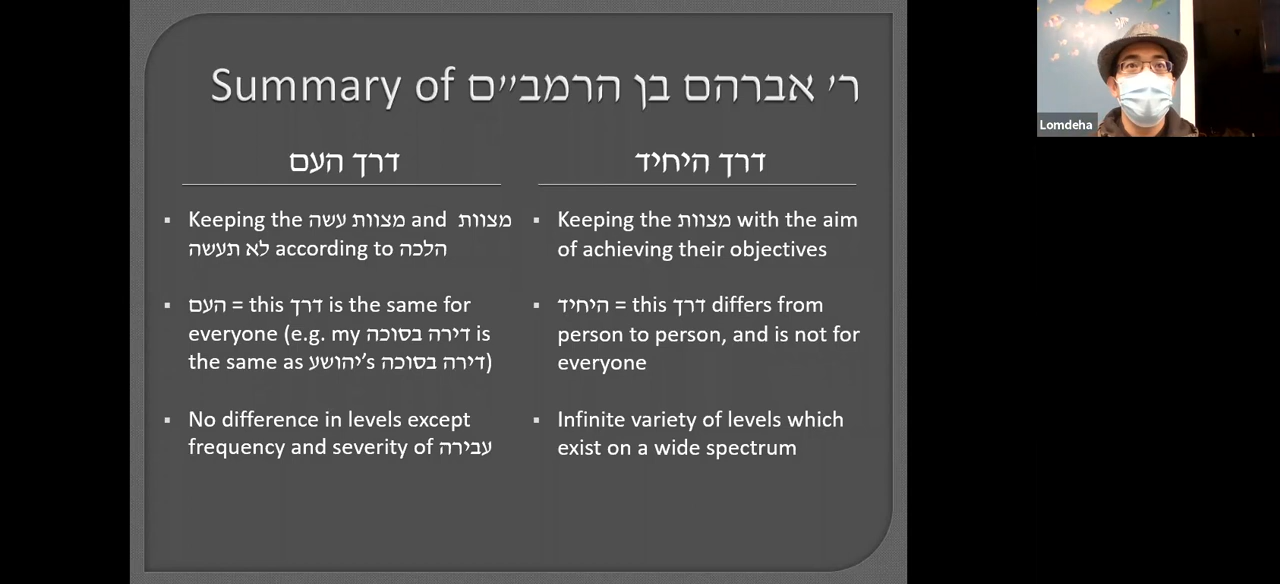 Summary of ר' אברהם בן הרמב"ם
דרך העם
▪ Keeping the מצוות עשה and מצוות
לא תעשה according to הלכה
▪ העם = this דרך is the same for
everyone (e.g. my דירה בסוכה is
the same as יהושע's דירה בסוכה)
▪ No difference in levels except
frequency and severity of עבירה
דרך היחיד
▪ Keeping the מצוות with the aim
of achieving their objectives
▪ היחיד = this דרך differs from
person to person, and is not for
everyone
▪ Infinite variety of levels which
exist on a wide spectrum
Lomdeha